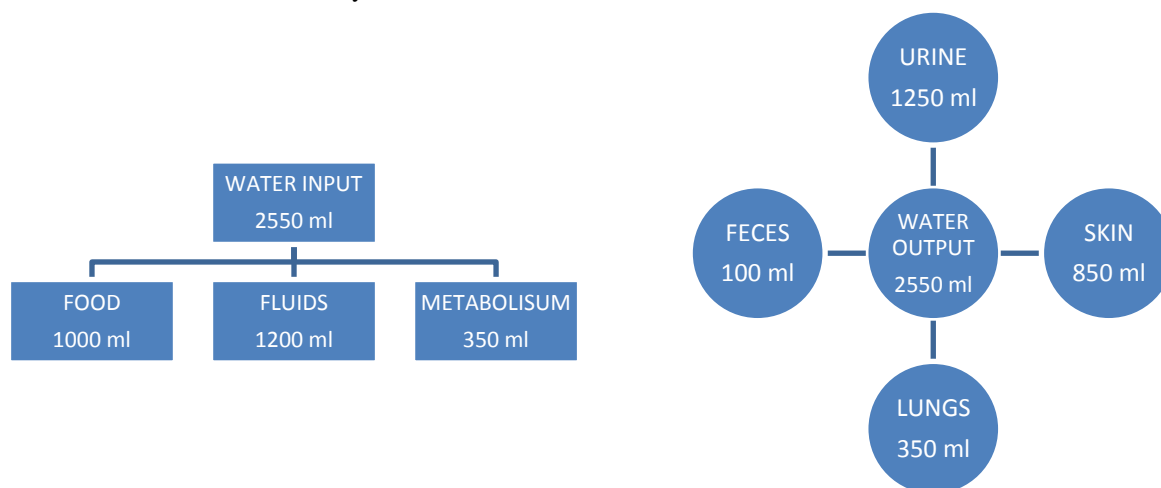 y
WATER INPUT
2550 ml
FOOD
1000 ml
FLUIDS
1200 ml
METABOLISUM
350 ml
URINE
1250 ml
FECES
100 ml
WATER
OUTPUT
2550 ml
SKIN
850 ml
LUNGS
350 ml